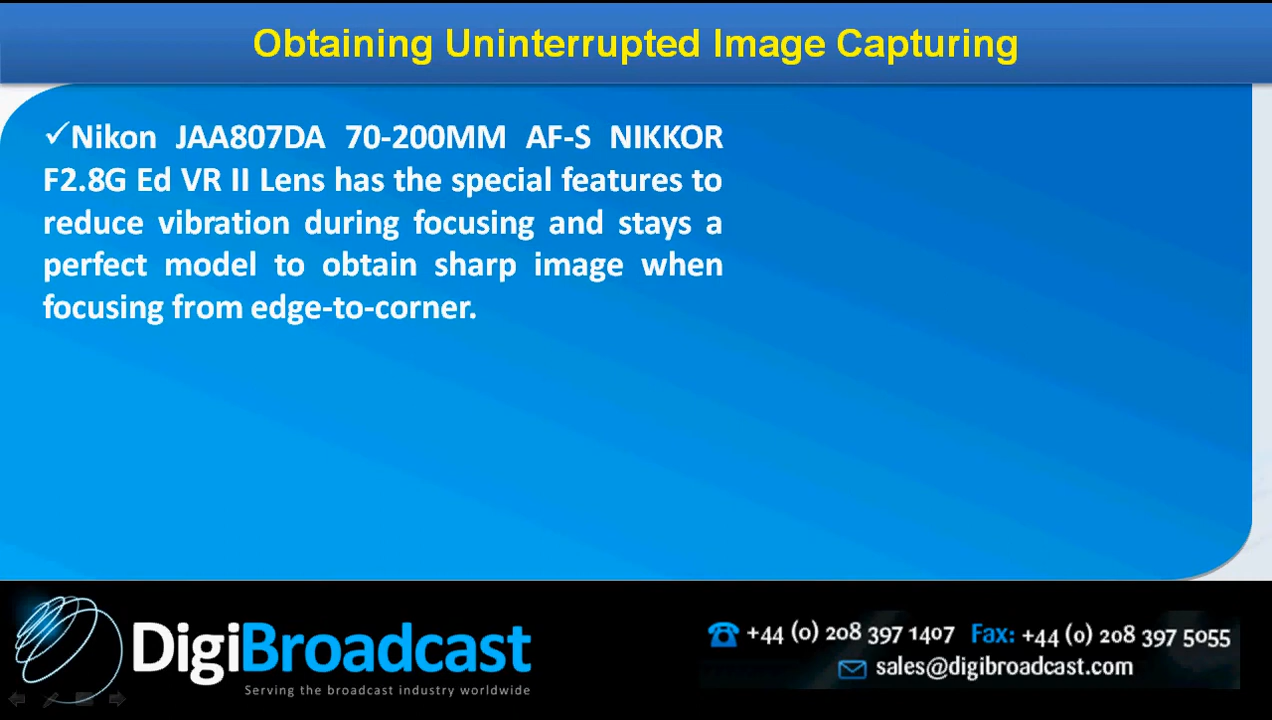 Obtaining Uninterrupted Image Capturing
✓Nikon JAA807DA 70-200MM AF-S NIKKOR
F2.8G Ed VR II Lens has the special features to
reduce vibration during focusing and stays a
perfect model to obtain sharp image when
focusing from edge-to-corner.
DigiBroadcast
Serving the broadcast industry worldwide
+44 (0) 208 397 1407 Fax: +44 (0) 208 397 5055
sales@digibroadcast.com